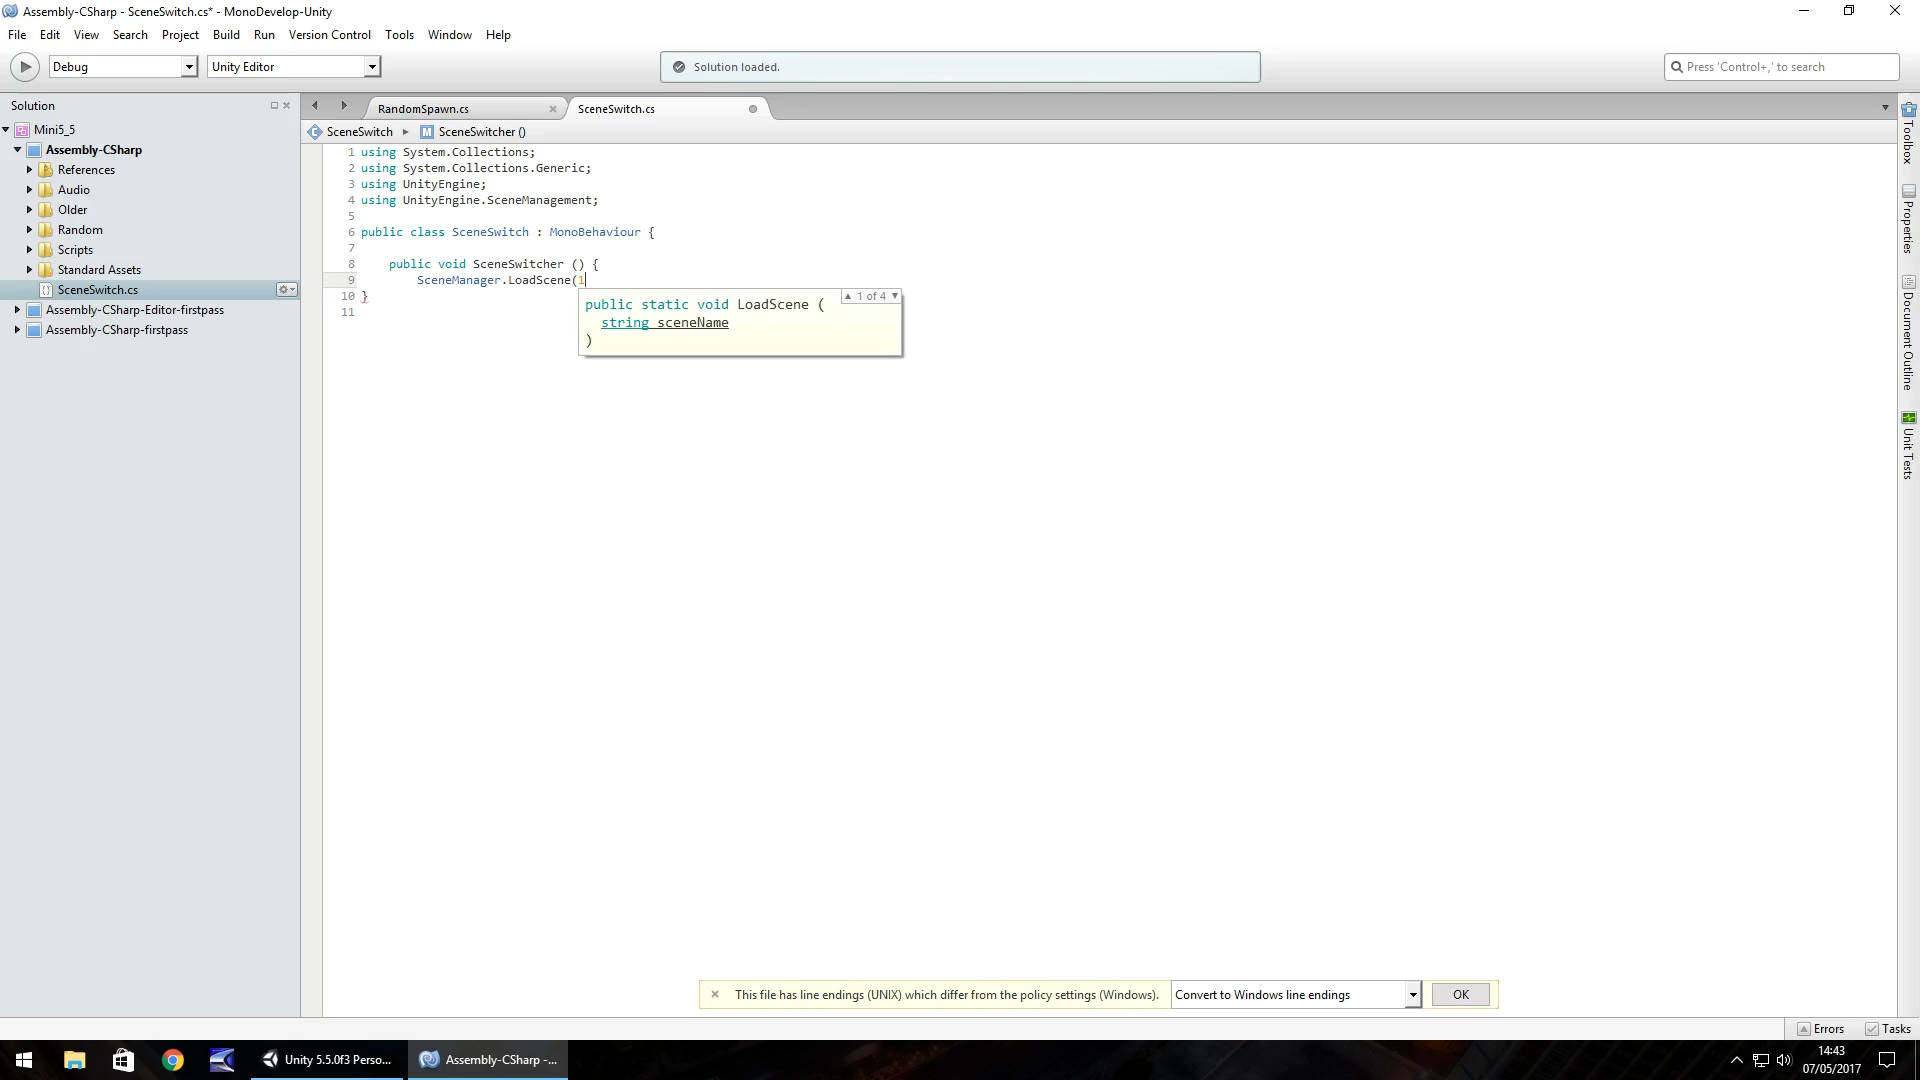 Assembly-CSharp - SceneSwitch.cs* - MonoDevelop-Unity
File Edit View Search Project Build Run Version Control Tools Window Help
Debug Unity Editor Solution loaded. Press 'Control+,' to search
Solution RandomSpawn.cs SceneSwitch.cs
SceneSwitch SceneSwitcher ()
Mini5_5
Assembly-CSharp
References
Audio
Older
Random
Scripts
Standard Assets
SceneSwitch.cs
Assembly-CSharp-Editor-firstpass
Assembly-CSharp-firstpass
1 using System.Collections;
2 using System.Collections.Generic;
3 using UnityEngine;
4 using UnityEngine.SceneManagement;
5
6 public class SceneSwitch : MonoBehaviour {
7
8 public void SceneSwitcher () {
9 SceneManager.LoadScene(1
10 }
11
1 of 4
public static void LoadScene (
string sceneName
)
Toolbox
Properties
Document Outline
Unit Tests
This file has line endings (UNIX) which differ from the policy settings (Windows). Convert to Windows line endings OK
Errors Tasks
Unity 5.5.0f3 Perso... Assembly-CSharp -...
14:43
07/05/2017